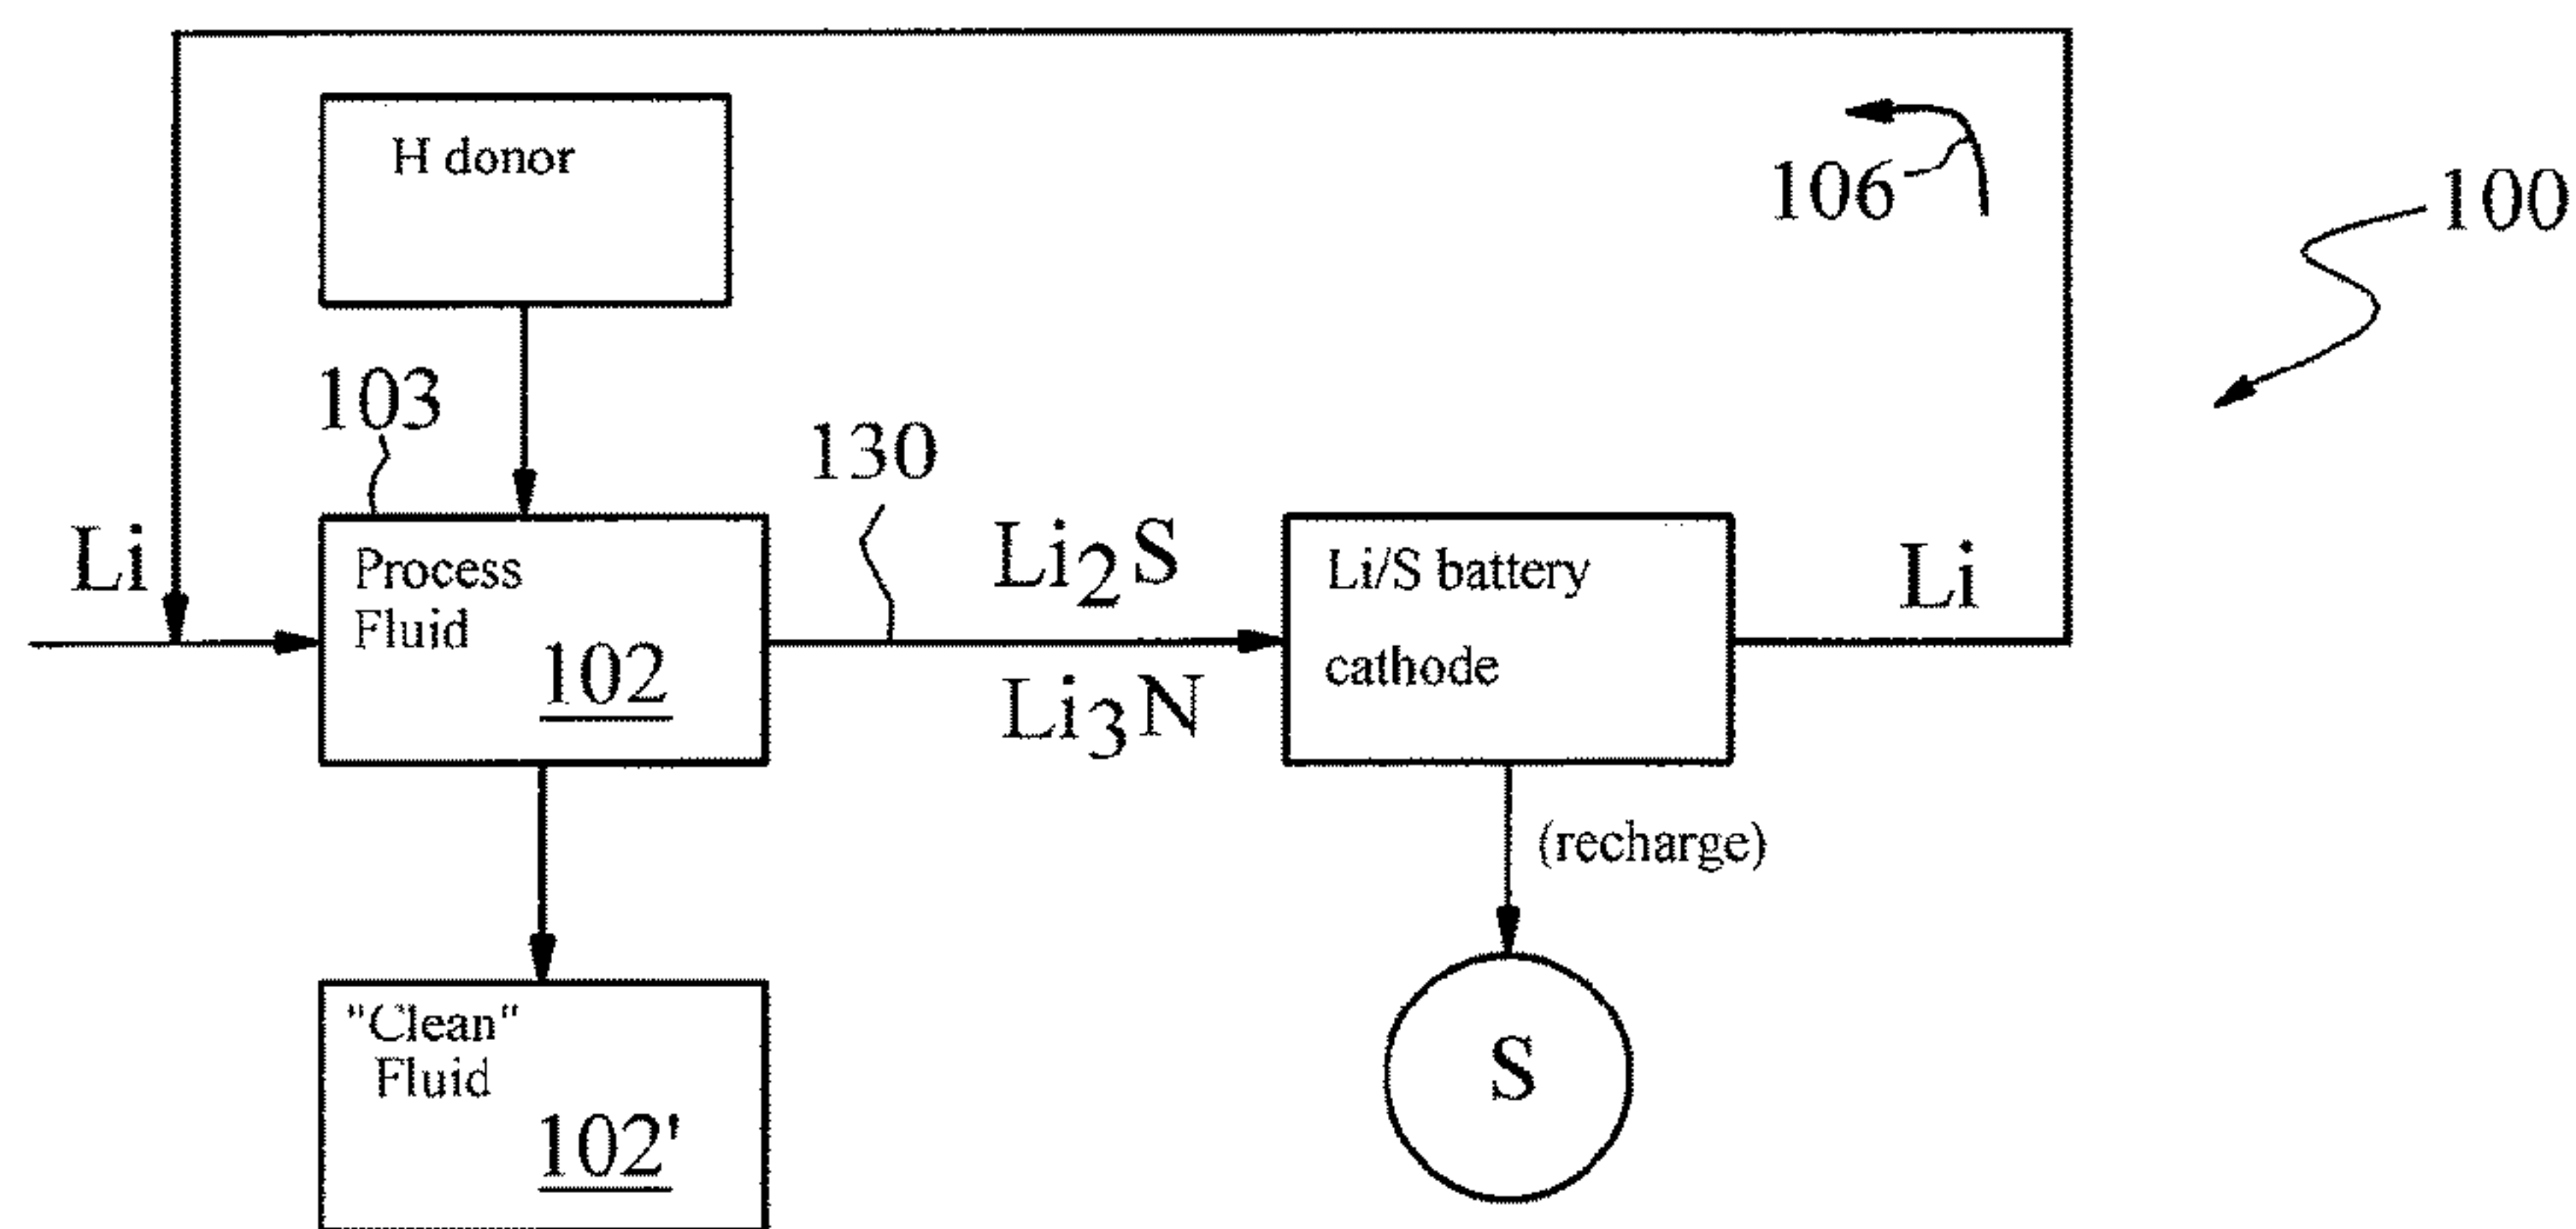 H donor
106
100
103
130
Li
Process
Fluid
102
Li2S
Li3N
Li/S battery
cathode
Li
(recharge)
"Clean"
Fluid
102'
S